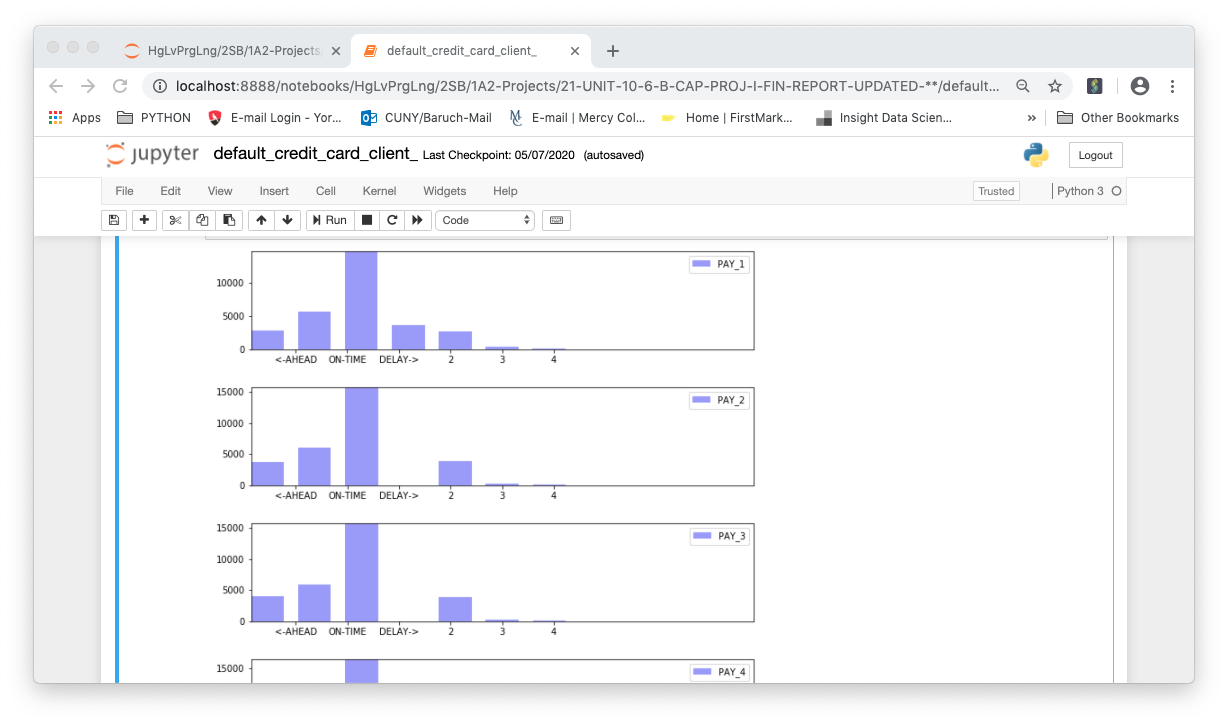 HgLvPrgLng/2SB/1A2-Projects, default_credit_card_client_
localhost:8888/notebooks/HgLvPrgLng/2SB/1A2-Projects/21-UNIT-10-6-B-CAP-PROJ-I-FIN-REPORT-UPDATED-**/default...
Apps PYTHON E-mail Login - Yor... CUNY/Baruch-Mail E-mail | Mercy Col... Home | FirstMark... Insight Data Scien... » Other Bookmarks
jupyter default_credit_card_client_ Last Checkpoint: 05/07/2020 (autosaved) Logout
File Edit View Insert Cell Kernel Widgets Help Trusted Python 3
Run Code
PAY_1
10000
5000
0
<-AHEAD ON-TIME DELAY-> 2 3 4
15000 PAY_2
10000
5000
0
<-AHEAD ON-TIME DELAY-> 2 3 4
15000 PAY_3
10000
5000
0
<-AHEAD ON-TIME DELAY-> 2 3 4
15000 PAY_4